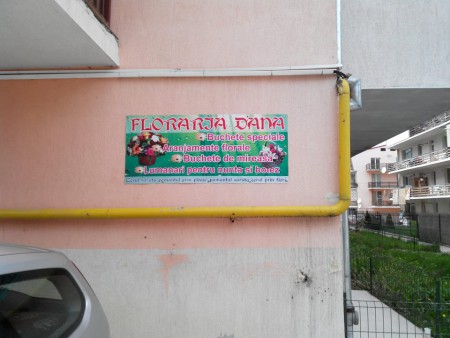 FLORARIA DANA
Buchete speciale
Aranjamente florale
Buchete de mireasă
Lumanari pentru nunta si botez